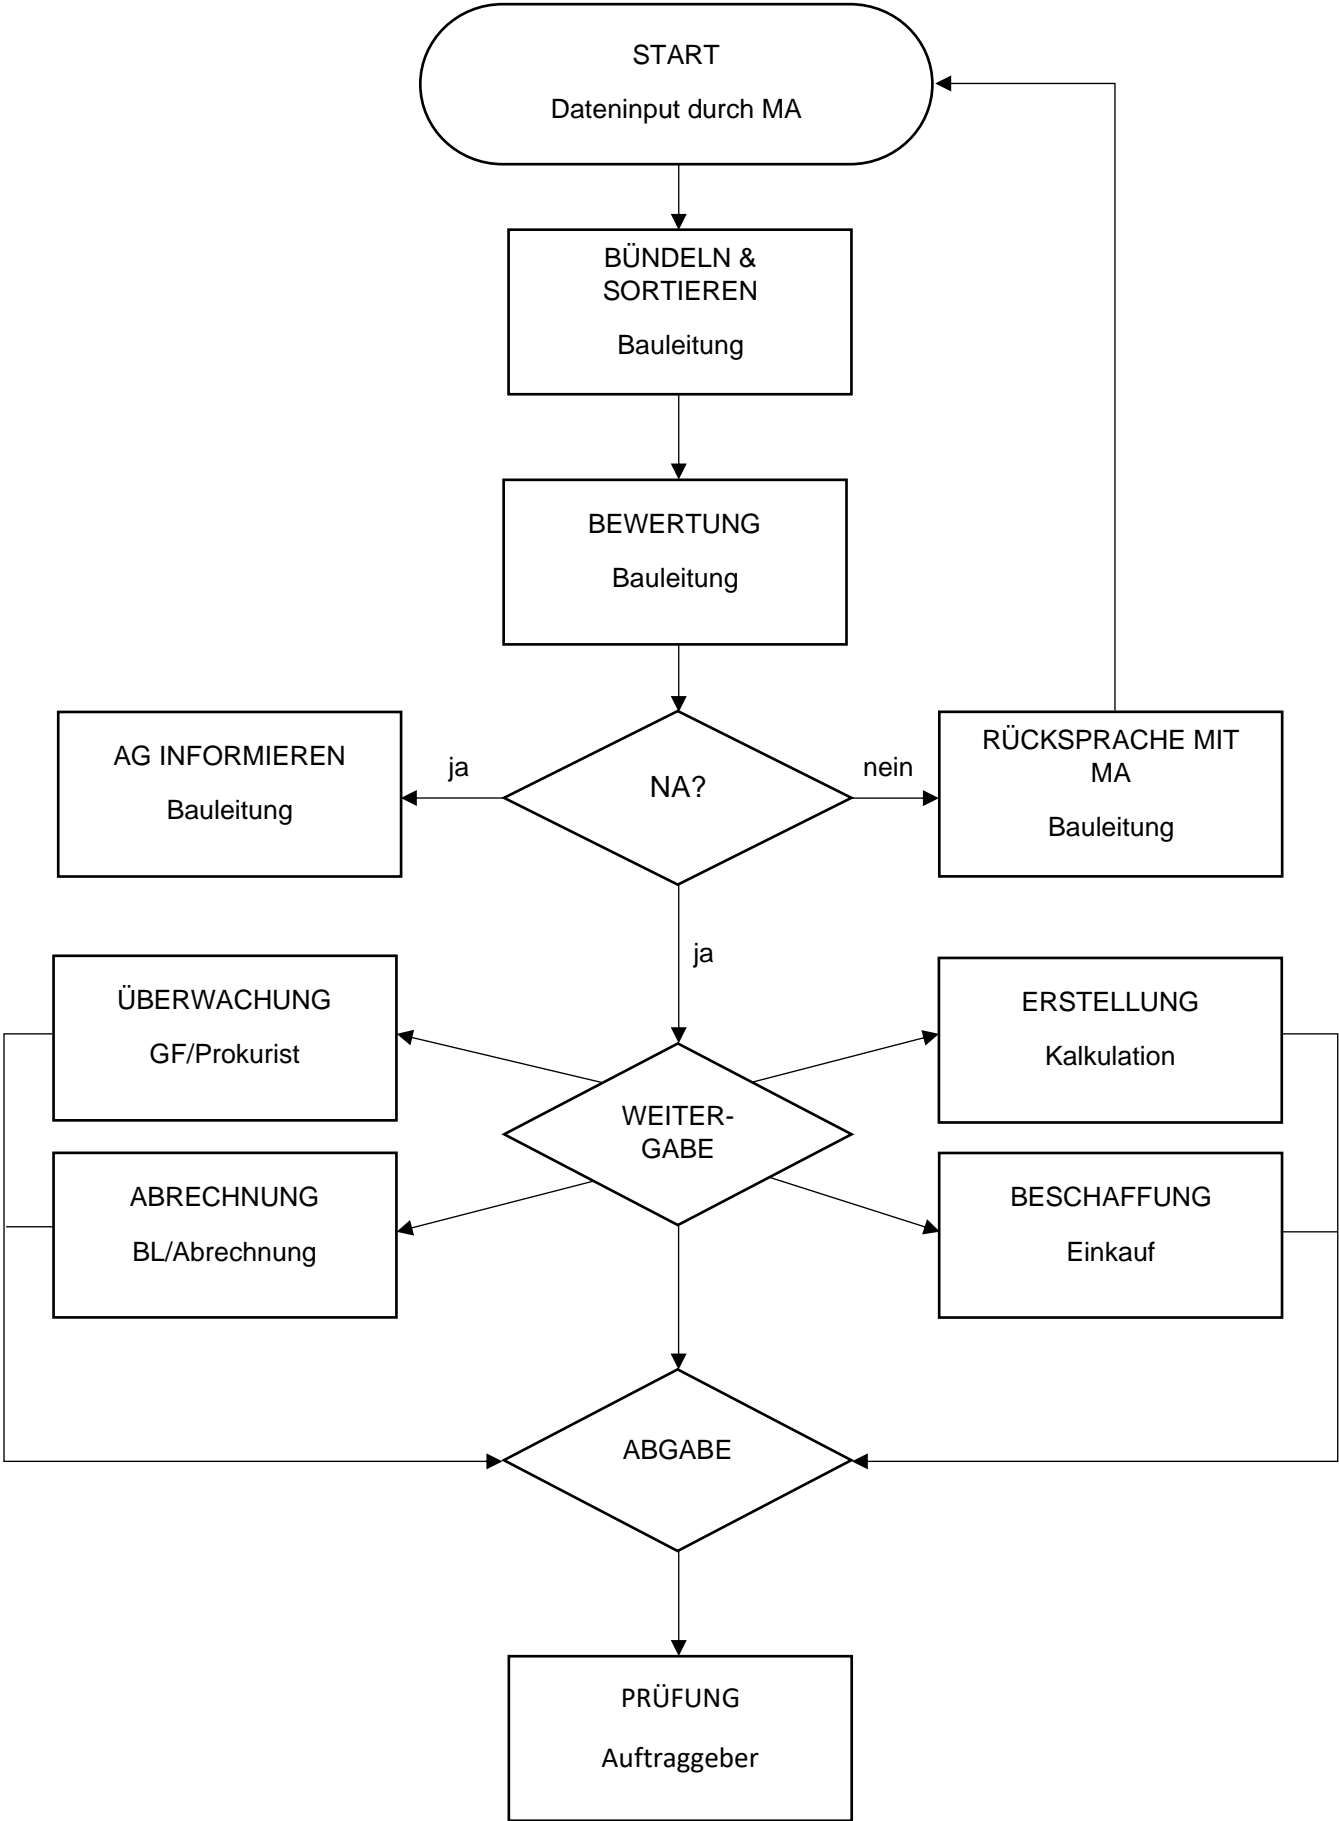 START
Dateninput durch MA
BÜNDELN &
SORTIEREN
Bauleitung
BEWERTUNG
Bauleitung
AG INFORMIEREN
Bauleitung
ja
NA?
nein
RÜCKSPRACHE MIT
MA
Bauleitung
ja
ÜBERWACHUNG
GF/Prokurist
ERSTELLUNG
Kalkulation
WEITER-
GABE
ABRECHNUNG
BL/Abrechnung
BESCHAFFUNG
Einkauf
ABGABE
PRÜFUNG
Auftraggeber